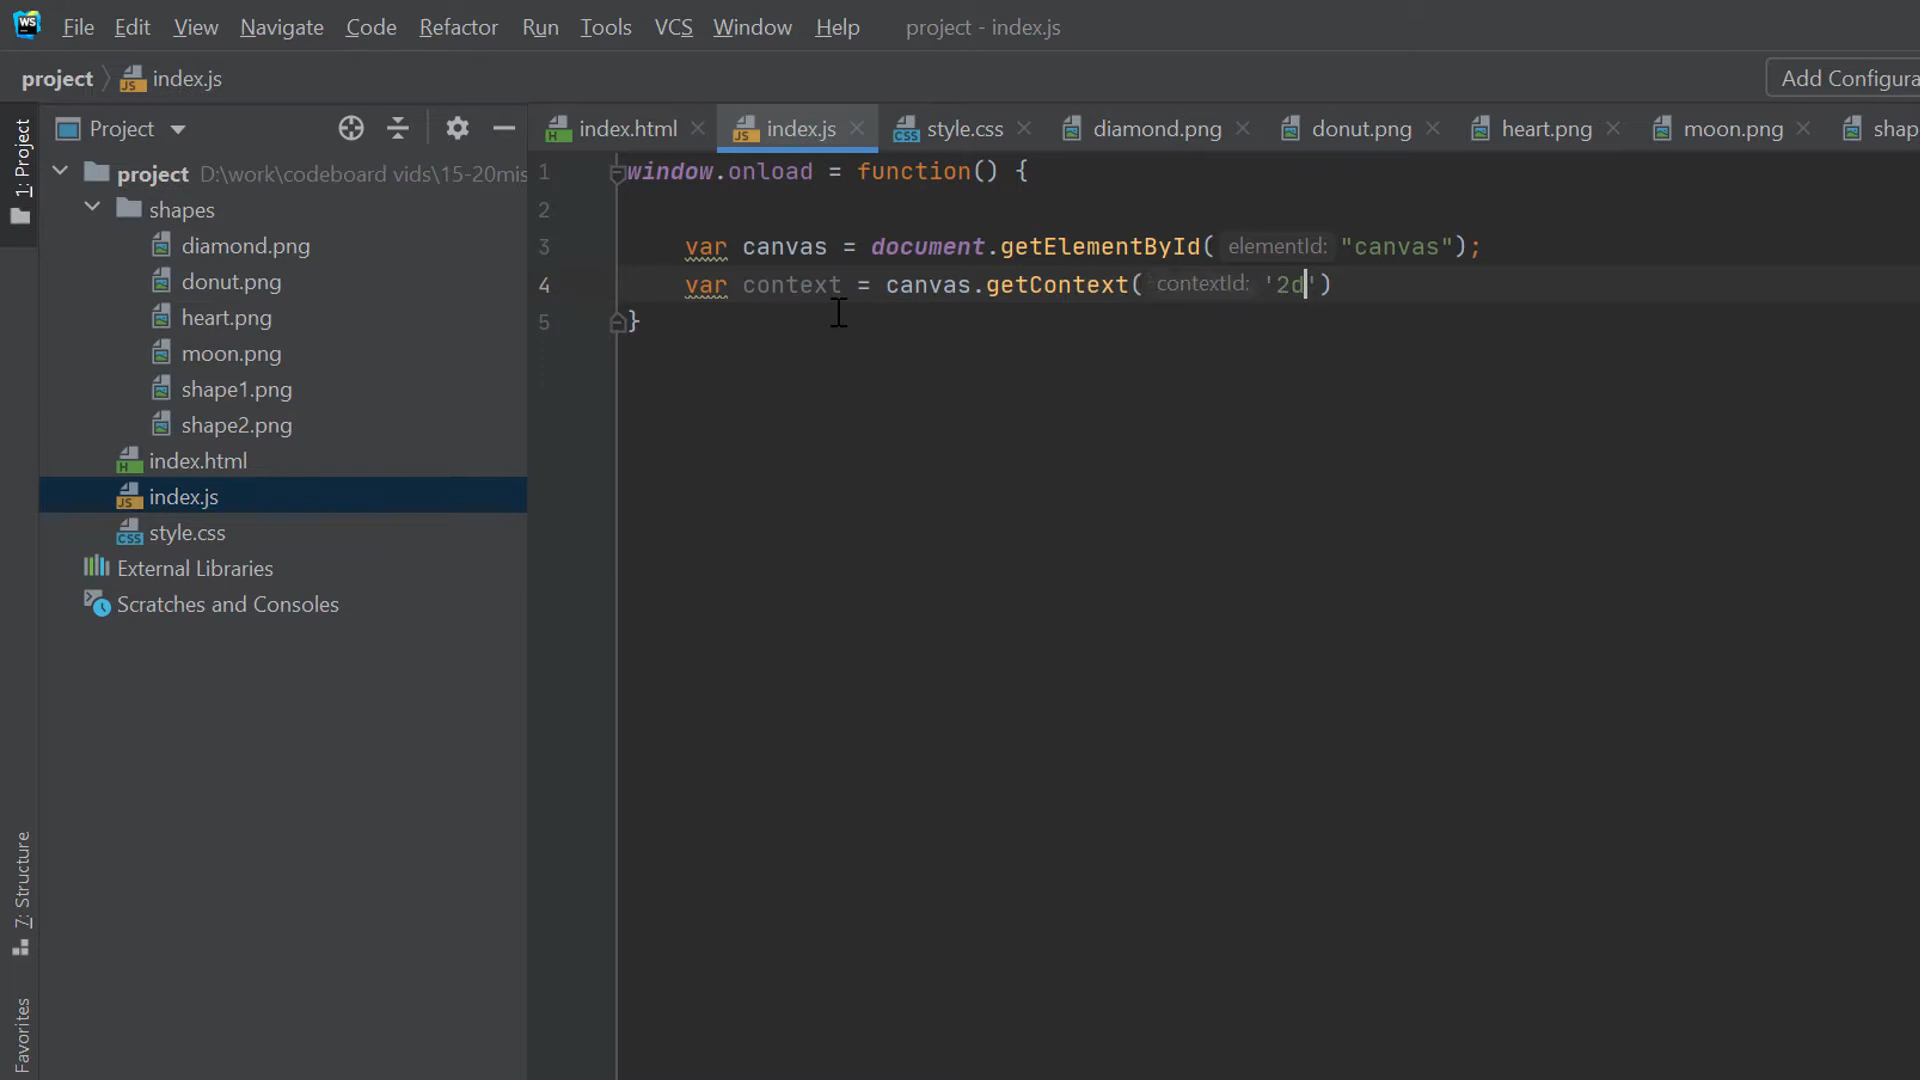 WS File Edit View Navigate Code Refactor Run Tools VCS Window Help project - index.js
project index.js Add Configura
1: Project
Project
index.html index.js style.css diamond.png donut.png heart.png moon.png shap
project D:\work\codeboard vids\15-20mis
shapes
diamond.png
donut.png
heart.png
moon.png
shape1.png
shape2.png
index.html
index.js
style.css
External Libraries
Scratches and Consoles
1 window.onload = function() {
2
3 var canvas = document.getElementById( elementId: "canvas");
4 var context = canvas.getContext( contextId: '2d')
5 }
7: Structure
Favorites